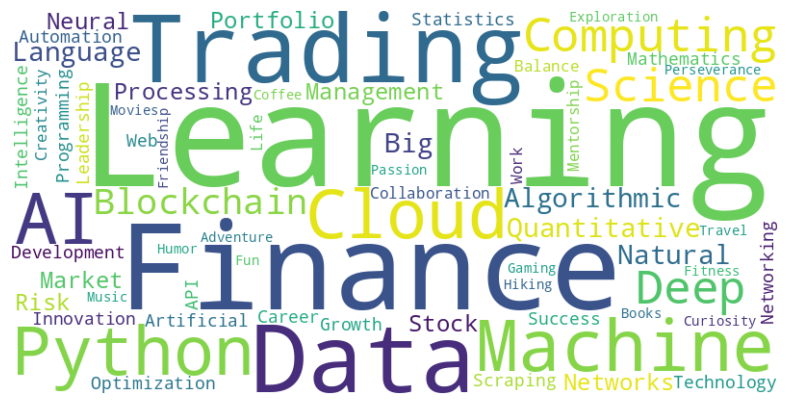 Neural
Portfolio
Statistics
Exploration
Automation
Trading
Computing
Language
Mathematics
Balance
Perseverance
Intelligence
Creativity
Programming
Leadership
Processing
Coffee
Management
Science
Movies
Learning
Web
Friendship
Life
Big
Work
Mentorship
Passion
AI
Blockchain
Collaboration
Cloud
Algorithmic
Quantitative
Travel
Development
Humor
Adventure
Fun
Finance
Natural
Networking
Market
Gaming
Fitness
Hiking
Deep
Risk
Music
API
Innovation
Artificial
Career
Growth
Stock
Success
Books
Curiosity
Python
Data
Machine
Optimization
Scraping
Networks
Technology